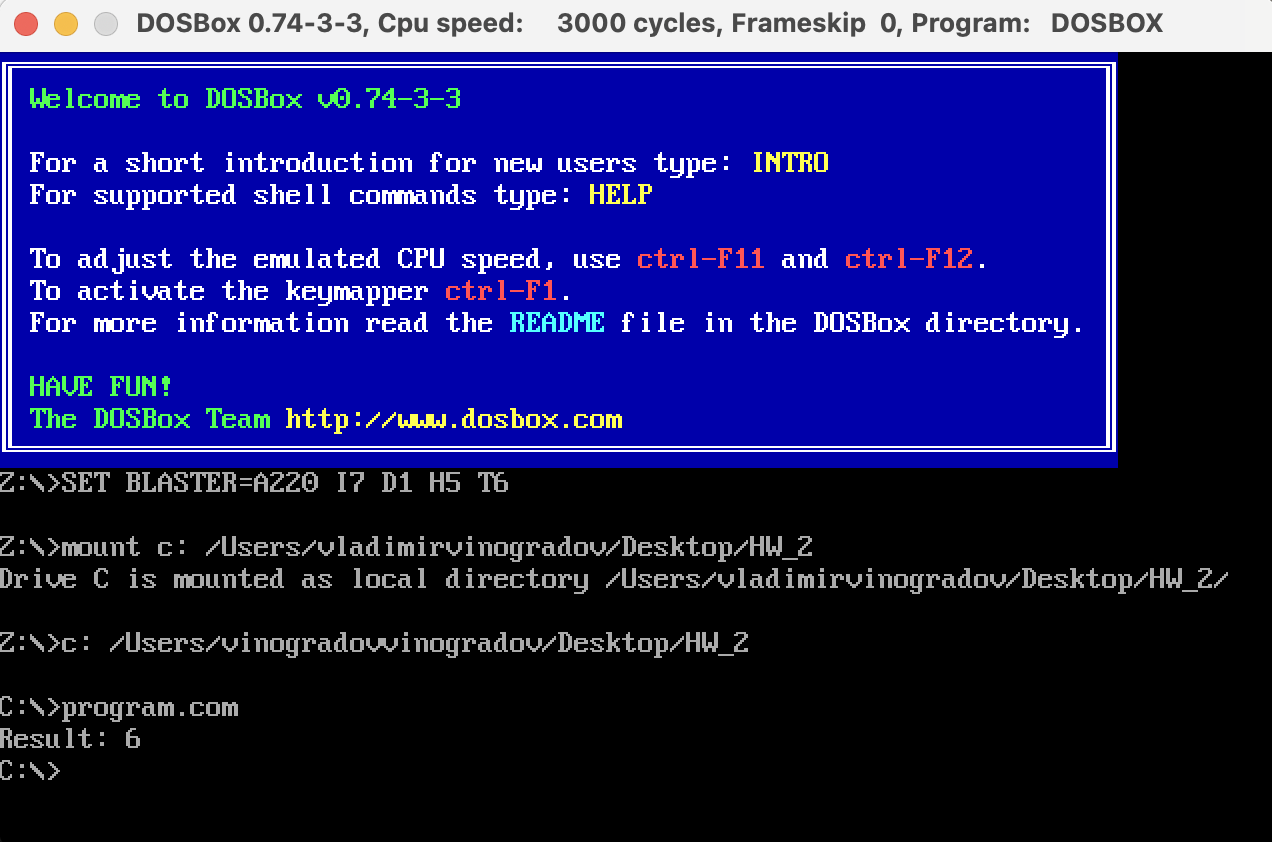 DOSBox 0.74-3-3, Cpu speed: 3000 cycles, Frameskip 0, Program: DOSBOX
Welcome to DOSBox v0.74-3-3
For a short introduction for new users type: INTRO
For supported shell commands type: HELP
To adjust the emulated CPU speed, use ctrl-F11 and ctrl-F12.
To activate the keymapper ctrl-F1.
For more information read the README file in the DOSBox directory.
HAVE FUN!
The DOSBox Team http://www.dosbox.com
Z:\>SET BLASTER=A220 I7 D1 H5 T6
Z:\>mount c: /Users/vladimirvinogradov/Desktop/HW_2
Drive C is mounted as local directory /Users/vladimirvinogradov/Desktop/HW_2/
Z:\>c: /Users/vinogradovvinogradov/Desktop/HW_2
C:\>program.com
Result: 6
C:\>